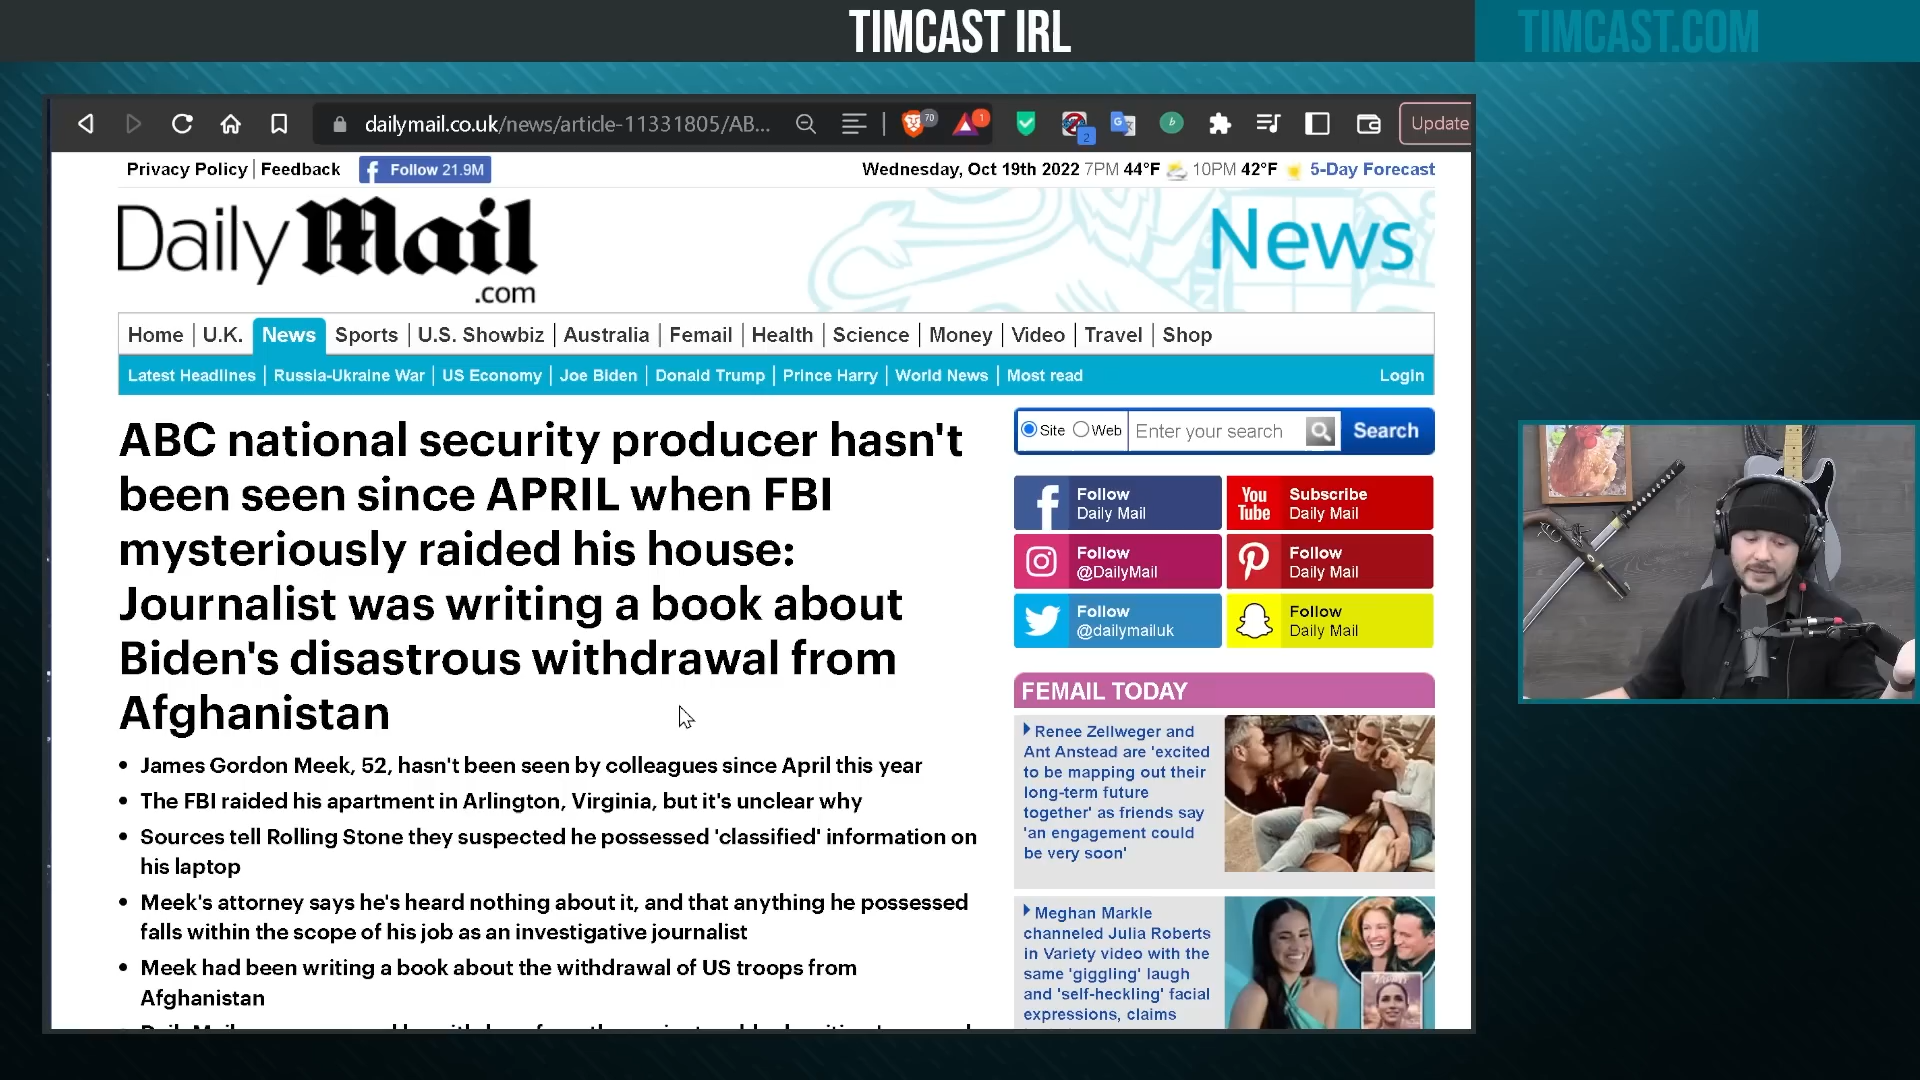 TIMCAST IRL
TIMCAST.COM
dailymail.co.uk/news/article-11331805/AB...
70
1
2
b
Update
Privacy Policy | Feedback
Follow 21.9M
Wednesday, Oct 19th 2022 7PM 44°F 10PM 42°F 5-Day Forecast
Daily Mail
.com
News
Home | U.K. News Sports | U.S. Showbiz | Australia | Femail | Health | Science | Money | Video | Travel | Shop
Latest Headlines | Russia-Ukraine War | US Economy | Joe Biden | Donald Trump | Prince Harry | World News | Most read
Login
ABC national security producer hasn't
been seen since APRIL when FBI
mysteriously raided his house:
Journalist was writing a book about
Biden's disastrous withdrawal from
Afghanistan
• James Gordon Meek, 52, hasn't been seen by colleagues since April this year
• The FBI raided his apartment in Arlington, Virginia, but it's unclear why
• Sources tell Rolling Stone they suspected he possessed 'classified' information on
his laptop
• Meek's attorney says he's heard nothing about it, and that anything he possessed
falls within the scope of his job as an investigative journalist
• Meek had been writing a book about the withdrawal of US troops from
Afghanistan
Site Web Enter your search Search
Follow
Daily Mail
You
Tube
Subscribe
Daily Mail
Follow
@DailyMail
Follow
Daily Mail
Follow
@dailymailuk
Follow
Daily Mail
FEMAIL TODAY
Renee Zellweger and
Ant Anstead are 'excited
to be mapping out their
long-term future
together' as friends say
'an engagement could
be very soon'
Meghan Markle
channeled Julia Roberts
in Variety video with the
same 'giggling' laugh
and 'self-heckling' facial
expressions, claims